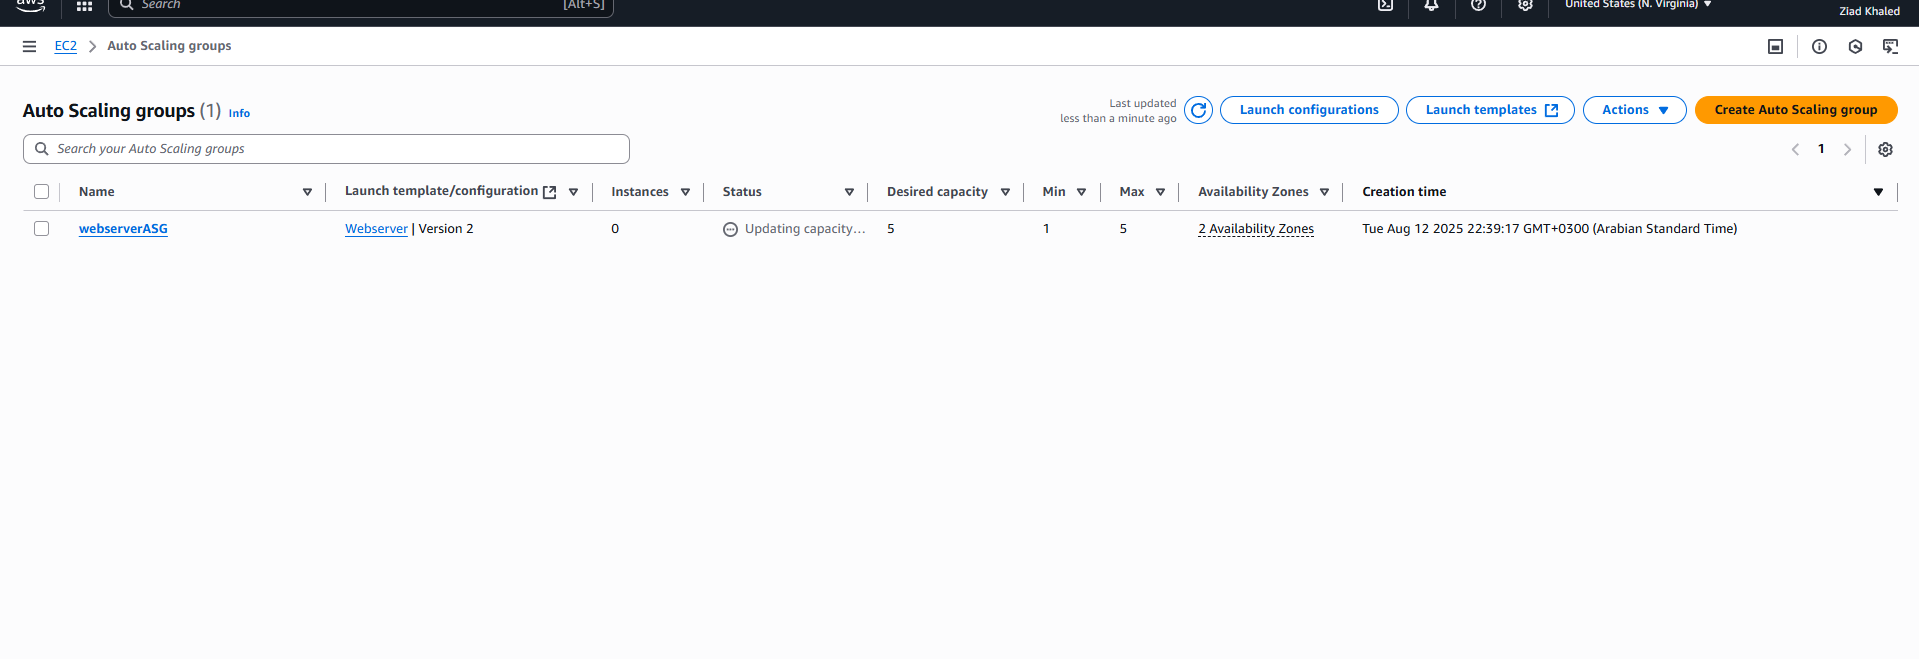 aws
Search
[Alt+S]
United States (N. Virginia)
Ziad Khaled
EC2
Auto Scaling groups
Auto Scaling groups (1) Info
Last updated
less than a minute ago
Launch configurations
Launch templates
Actions
Create Auto Scaling group
Search your Auto Scaling groups
1
Name Launch template/configuration Instances Status Desired capacity Min Max Availability Zones Creation time
webserverASG Webserver | Version 2 0 Updating capacity... 5 1 5 2 Availability Zones Tue Aug 12 2025 22:39:17 GMT+0300 (Arabian Standard Time)